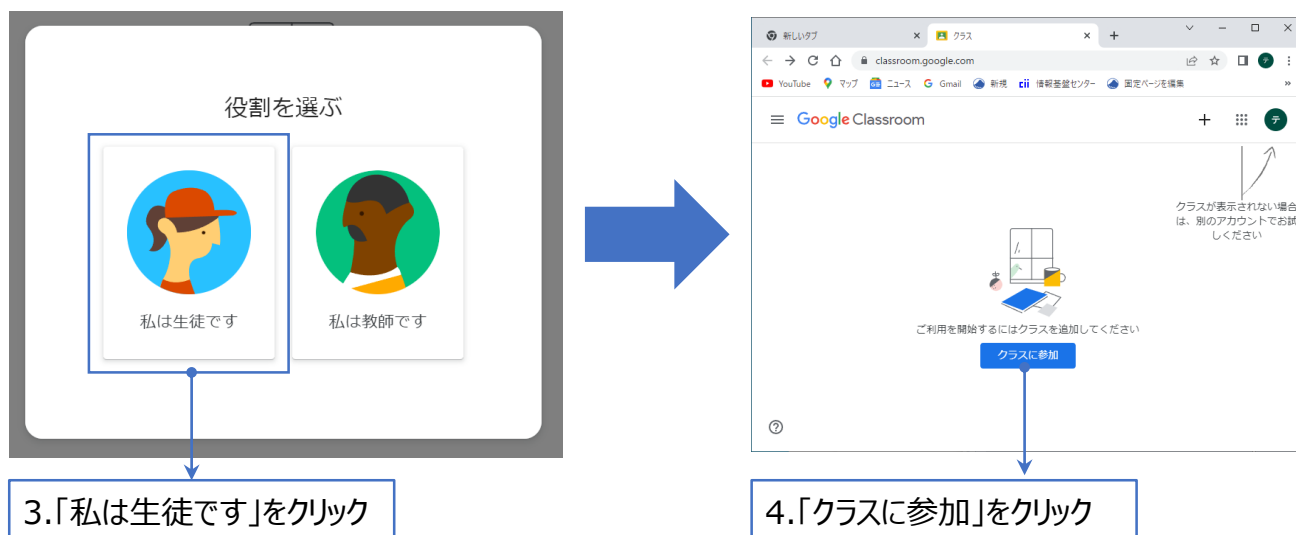 役割を選ぶ
私は生徒です
私は教師です
3.「私は生徒です」をクリック
新しいタブ
クラス
classroom.google.com
YouTube マップ ニュース Gmail 新規 cii 情報基盤センター 固定ページを編集 »
Google Classroom
テ
クラスが表示されない場合
は、別のアカウントでお試
しください
ご利用を開始するにはクラスを追加してください
クラスに参加
4.「クラスに参加」をクリック